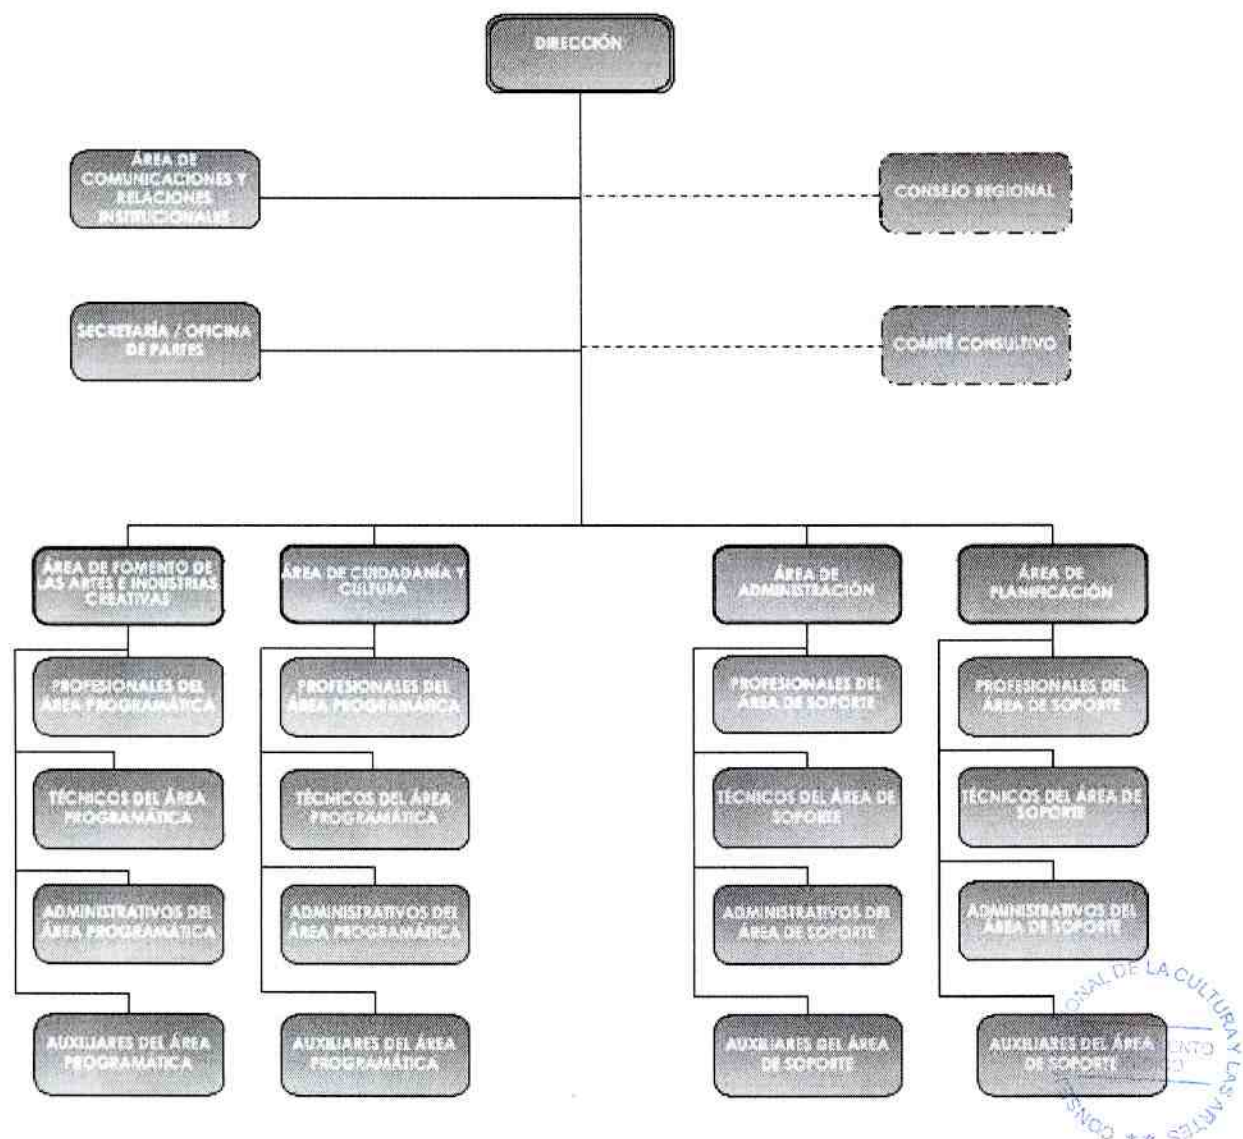 DIRECCIÓN
ÁREA DE
COMUNICACIONES Y
RELACIONES
INSTITUCIONALES
CONSEJO REGIONAL
SECRETARÍA / OFICINA
DE PARTES
COMITÉ CONSULTIVO
ÁREA DE FOMENTO DE
LAS ARTES E INDUSTRIAS
CREATIVAS
ÁREA DE CUIDADANÍA Y
CULTURA
ÁREA DE
ADMINISTRACIÓN
ÁREA DE
PLANIFICACIÓN
PROFESIONALES DEL
ÁREA PROGRAMÁTICA
PROFESIONALES DEL
ÁREA PROGRAMÁTICA
PROFESIONALES DEL
ÁREA DE SOPORTE
PROFESIONALES DEL
ÁREA DE SOPORTE
TÉCNICOS DEL ÁREA
PROGRAMÁTICA
TÉCNICOS DEL ÁREA
PROGRAMÁTICA
TÉCNICOS DEL ÁREA DE
SOPORTE
TÉCNICOS DEL ÁREA DE
SOPORTE
ADMINISTRATIVOS DEL
ÁREA PROGRAMÁTICA
ADMINISTRATIVOS DEL
ÁREA PROGRAMÁTICA
ADMINISTRATIVOS DEL
ÁREA DE SOPORTE
ADMINISTRATIVOS DEL
ÁREA DE SOPORTE
AUXILIARES DEL ÁREA
PROGRAMÁTICA
AUXILIARES DEL ÁREA
PROGRAMÁTICA
AUXILIARES DEL ÁREA
DE SOPORTE
AUXILIARES DEL ÁREA
DE SOPORTE
DE LA CULTURA Y LAS ARTES